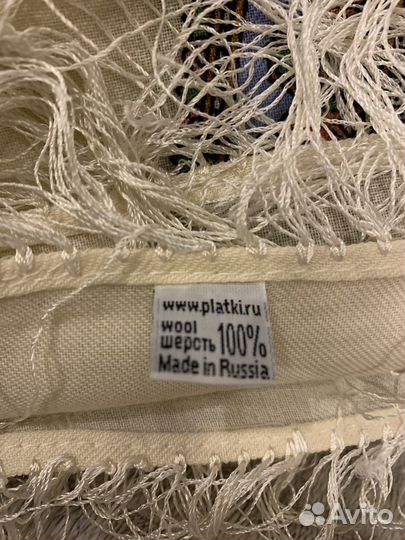 www.platki.ru
wool
шерсть 100%
Made in Russia
Avito